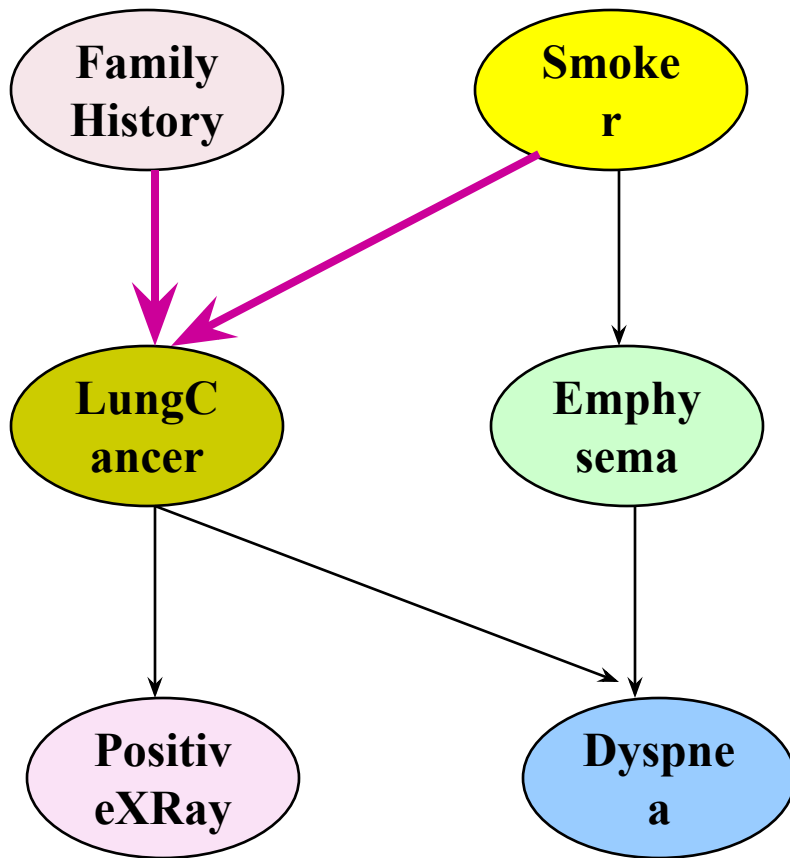 Family
History
Smoke
r
LungC
ancer
Emphy
sema
Positiv
eXRay
Dyspne
a